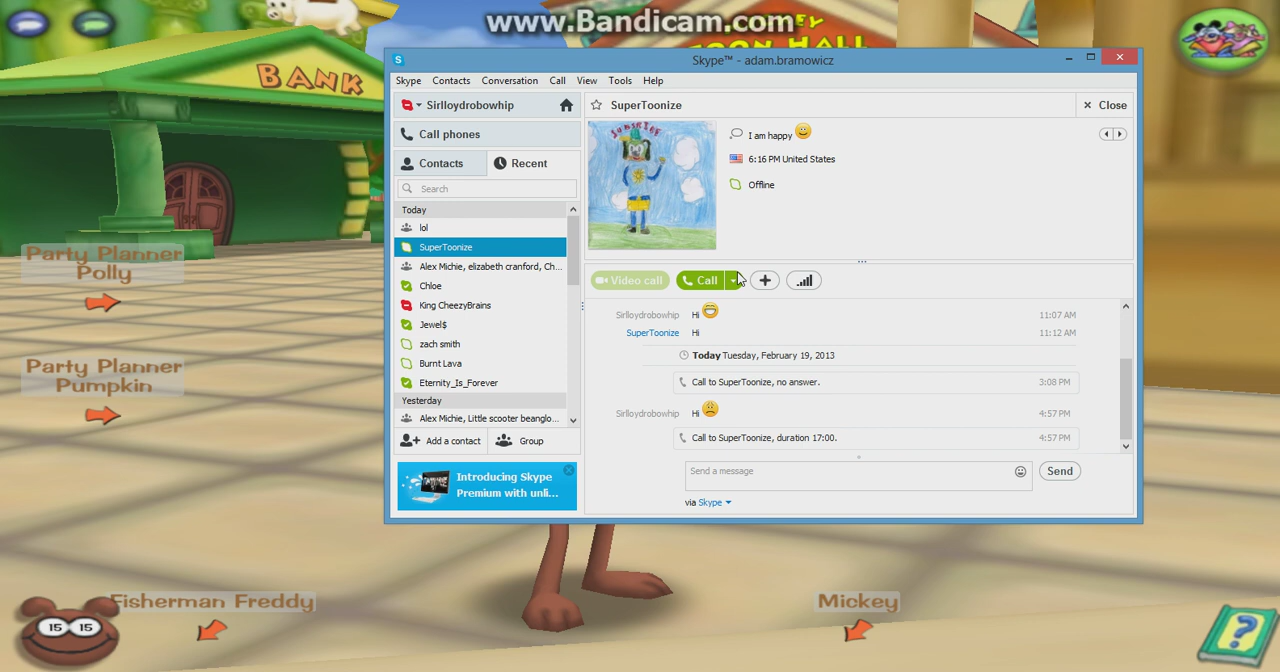 www.Bandicam.com
BANK
TOON HALL
Skype™ - adam.bramowicz
Skype Contacts Conversation Call View Tools Help
Sirlloydrobowhip
Call phones
Contacts
Recent
Search
Today
lol
SuperToonize
Alex Michie, elizabeth cranford, Ch...
Chloe
King CheezyBrains
Jewel$
zach smith
Burnt Lava
Eternity_Is_Forever
Yesterday
Alex Michie, Little scooter beanglo...
Add a contact
Group
Introducing Skype
Premium with unli...
SuperToonize
Close
I am happy
6:16 PM United States
Offline
Video call
Call
Sirlloydrobowhip Hi 11:07 AM
SuperToonize Hi 11:12 AM
Today Tuesday, February 19, 2013
Call to SuperToonize, no answer. 3:08 PM
Sirlloydrobowhip Hi 4:57 PM
Call to SuperToonize, duration 17:00. 4:57 PM
Send a message
Send
via Skype
Party Planner
Polly
Party Planner
Pumpkin
Fisherman Freddy
Mickey
15 15
?